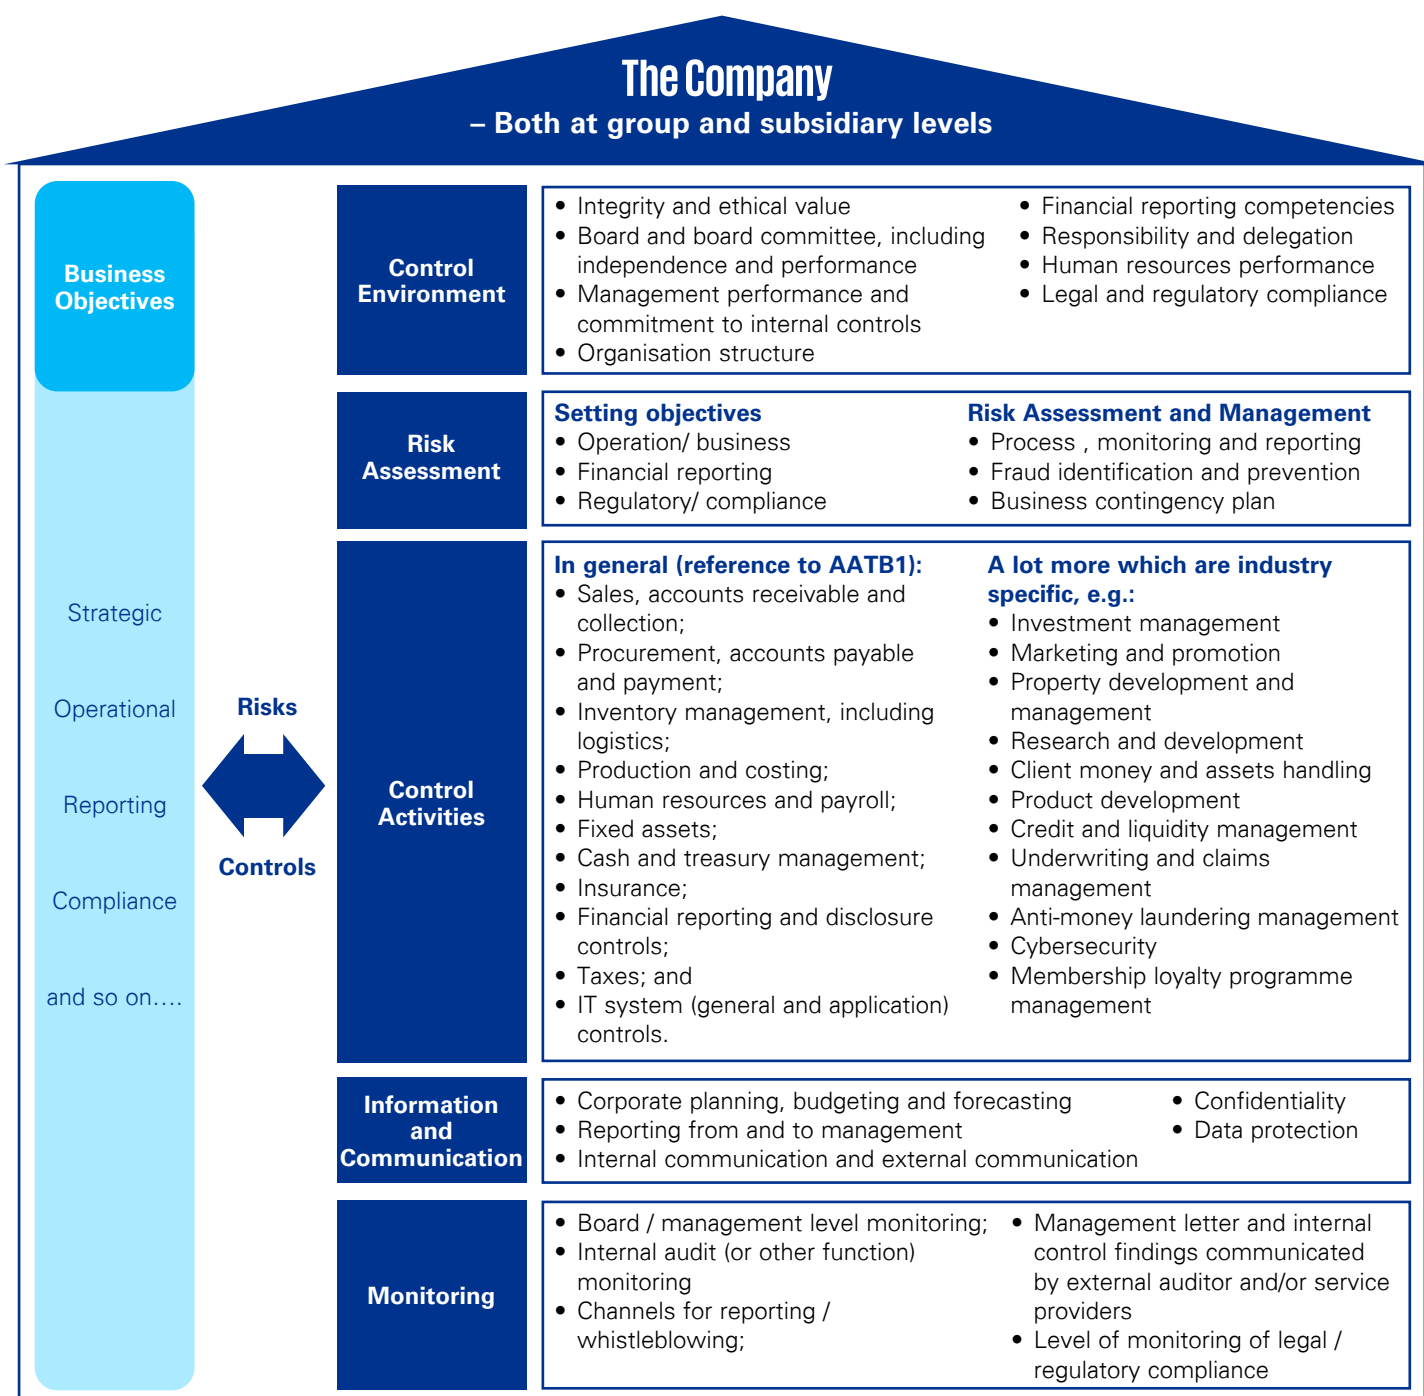 The Company
– Both at group and subsidiary levels
Business
Objectives
Strategic
Operational
Reporting
Compliance
and so on....
Risks
Controls
Control
Environment
• Integrity and ethical value
• Board and board committee, including
independence and performance
• Management performance and
commitment to internal controls
• Organisation structure
• Financial reporting competencies
• Responsibility and delegation
• Human resources performance
• Legal and regulatory compliance
Risk
Assessment
Setting objectives
• Operation/ business
• Financial reporting
• Regulatory/ compliance
Risk Assessment and Management
• Process , monitoring and reporting
• Fraud identification and prevention
• Business contingency plan
Control
Activities
In general (reference to AATB1):
• Sales, accounts receivable and
collection;
• Procurement, accounts payable
and payment;
• Inventory management, including
logistics;
• Production and costing;
• Human resources and payroll;
• Fixed assets;
• Cash and treasury management;
• Insurance;
• Financial reporting and disclosure
controls;
• Taxes; and
• IT system (general and application)
controls.
A lot more which are industry
specific, e.g.:
• Investment management
• Marketing and promotion
• Property development and
management
• Research and development
• Client money and assets handling
• Product development
• Credit and liquidity management
• Underwriting and claims
management
• Anti-money laundering management
• Cybersecurity
• Membership loyalty programme
management
Information
and
Communication
• Corporate planning, budgeting and forecasting
• Reporting from and to management
• Internal communication and external communication
• Confidentiality
• Data protection
Monitoring
• Board / management level monitoring;
• Internal audit (or other function)
monitoring
• Channels for reporting /
whistleblowing;
• Management letter and internal
control findings communicated
by external auditor and/or service
providers
• Level of monitoring of legal /
regulatory compliance